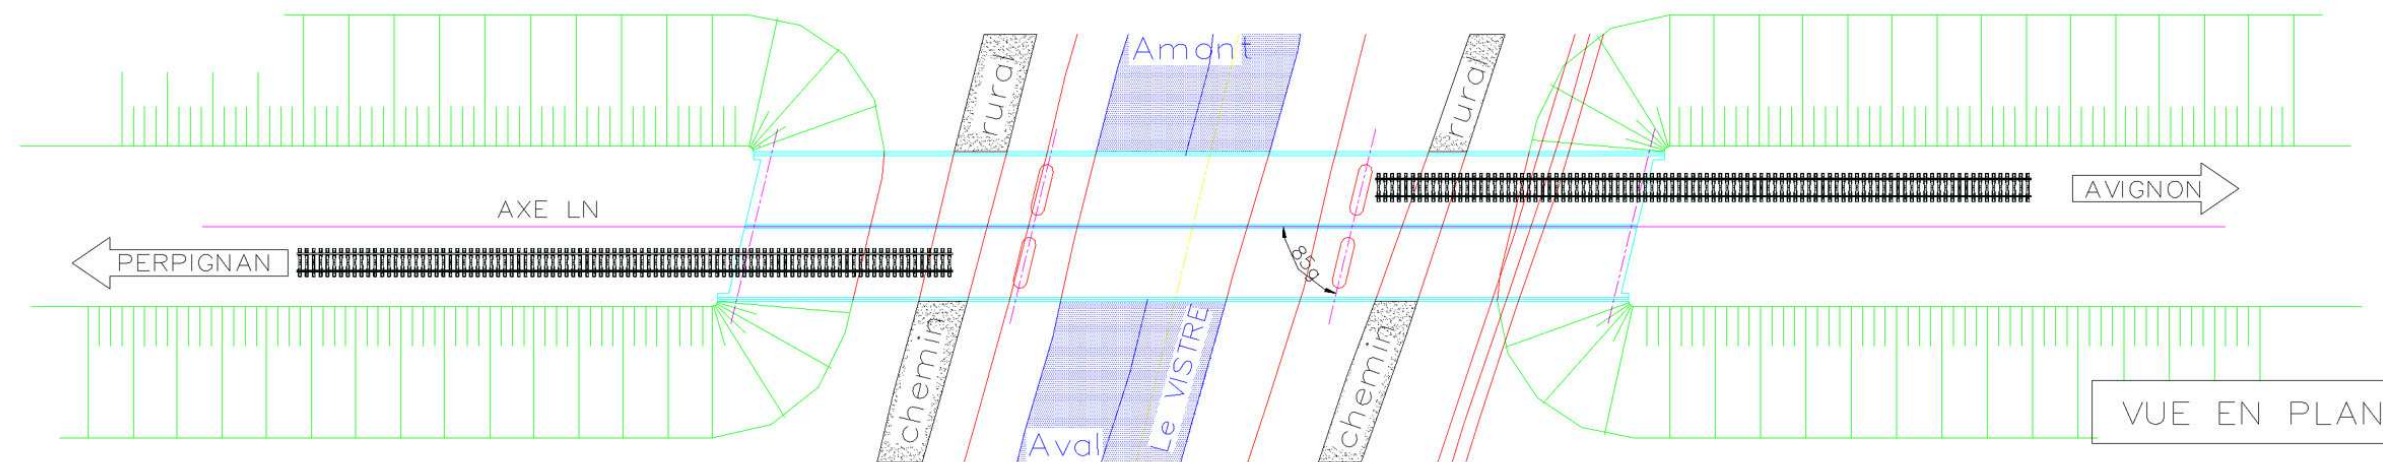 Amont
rural
rural
AVIGNON
AXE LN
PERPIGNAN
85g
chemin
Le VISTRE
chemin
Aval
VUE EN PLAN